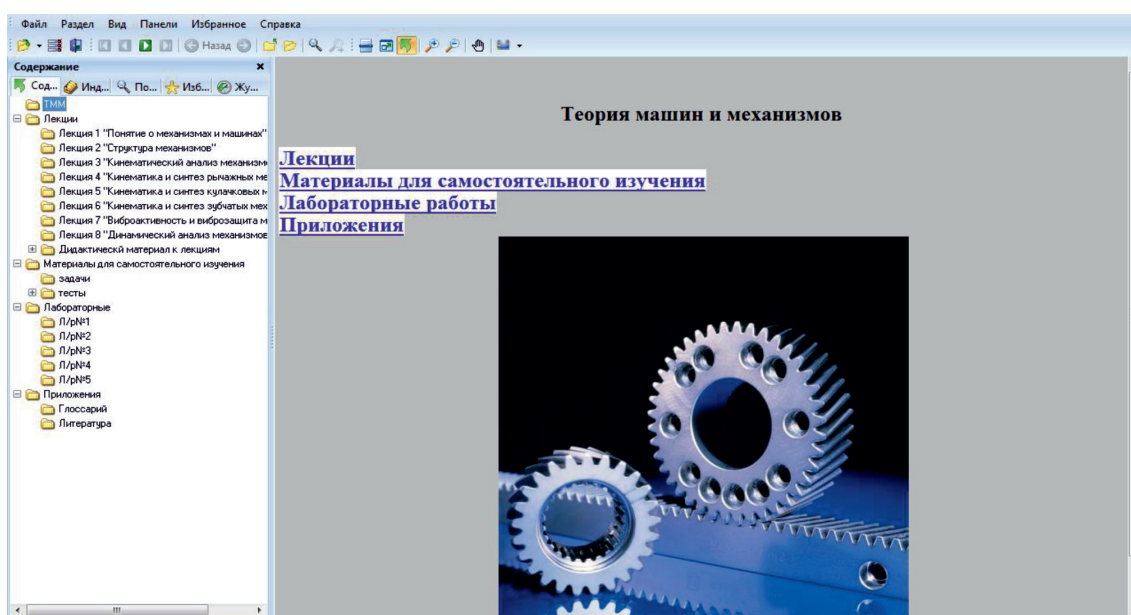 Файл Раздел Вид Панели Избранное Справка
Назад
Содержание
Сод... Инд... По... Изб... Жу...
ТММ
Лекции
Лекция 1 "Понятие о механизмах и машинах"
Лекция 2 "Структура механизмов"
Лекция 3 "Кинематический анализ механизм
Лекция 4 "Кинематика и синтез рычажных ме
Лекция 5 "Кинематика и синтез кулачковых м
Лекция 6 "Кинематика и синтез зубчатых мех
Лекция 7 "Виброактивность и виброзащита м
Лекция 8 "Динамический анализ механизмов
Дидактическй материал к лекциям
Материалы для самостоятельного изучения
задачи
тесты
Лабораторные
Л/р№1
Л/р№2
Л/р№3
Л/р№4
Л/р№5
Приложения
Глоссарий
Литература
Теория машин и механизмов
Лекции
Материалы для самостоятельного изучения
Лабораторные работы
Приложения